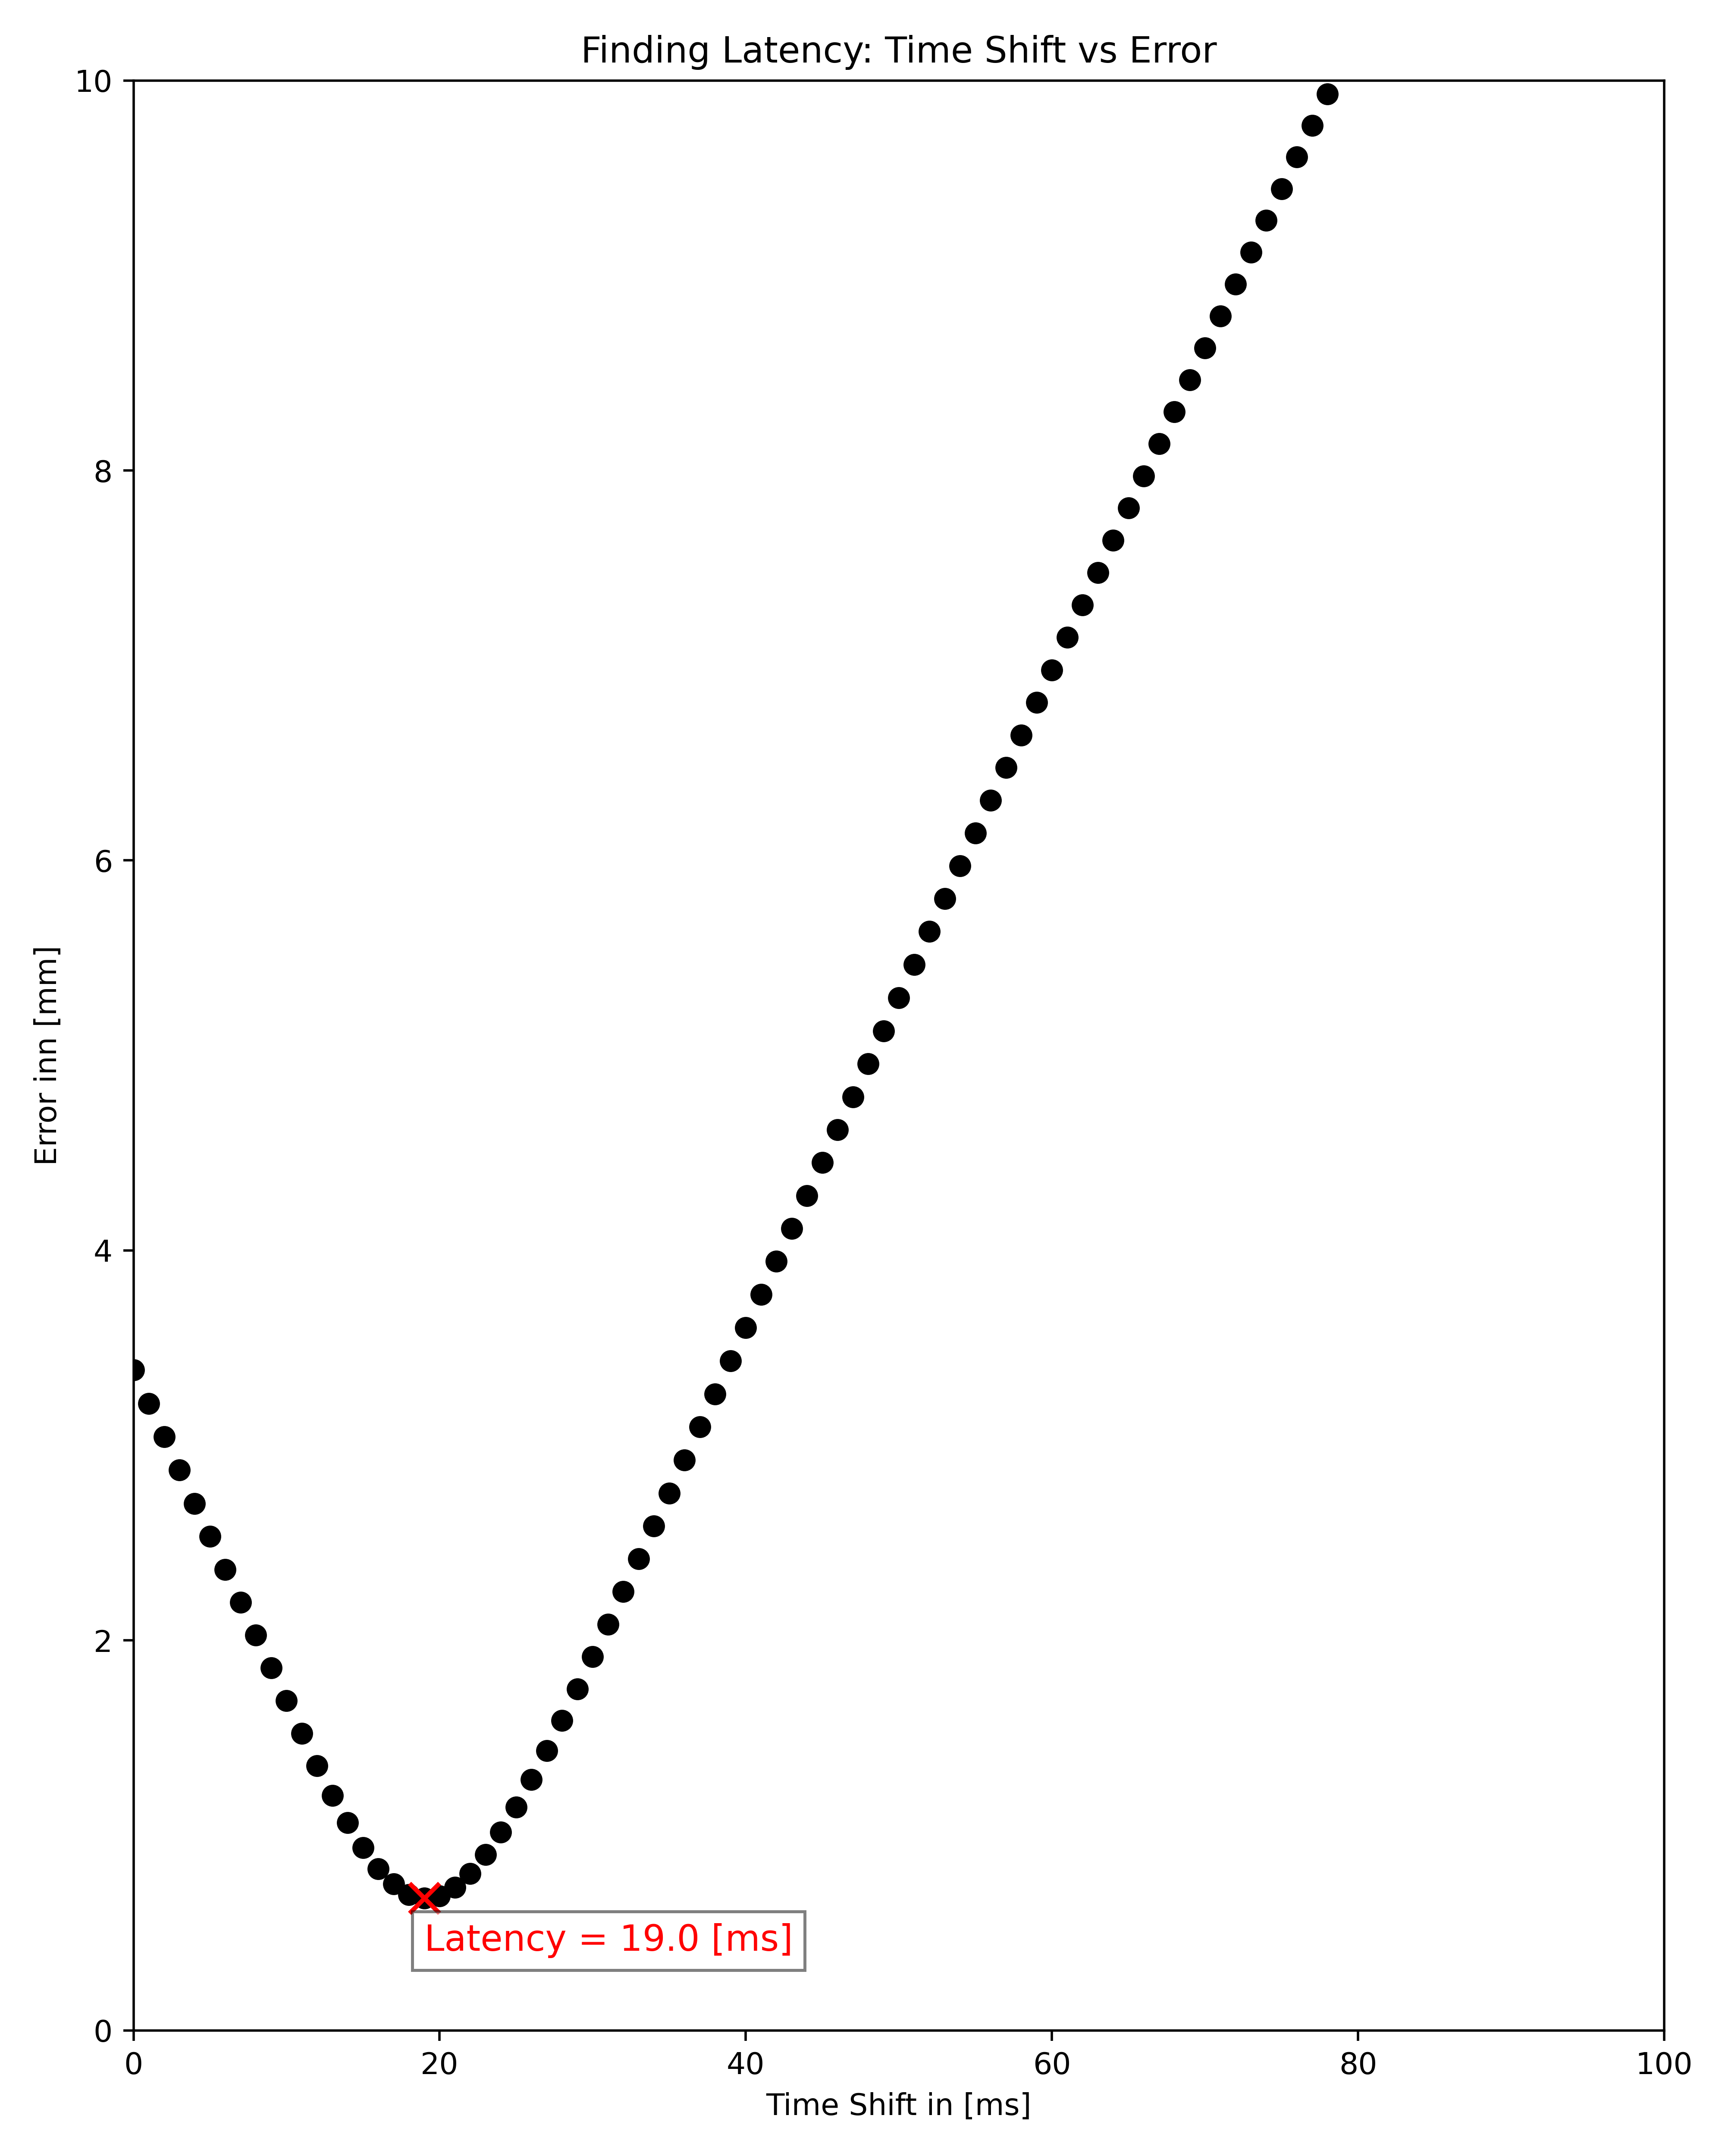 Finding Latency: Time Shift vs Error
10
8
6
4
2
0
Error inn [mm]
Latency = 19.0 [ms]
0 20 40 60 80 100
Time Shift in [ms]